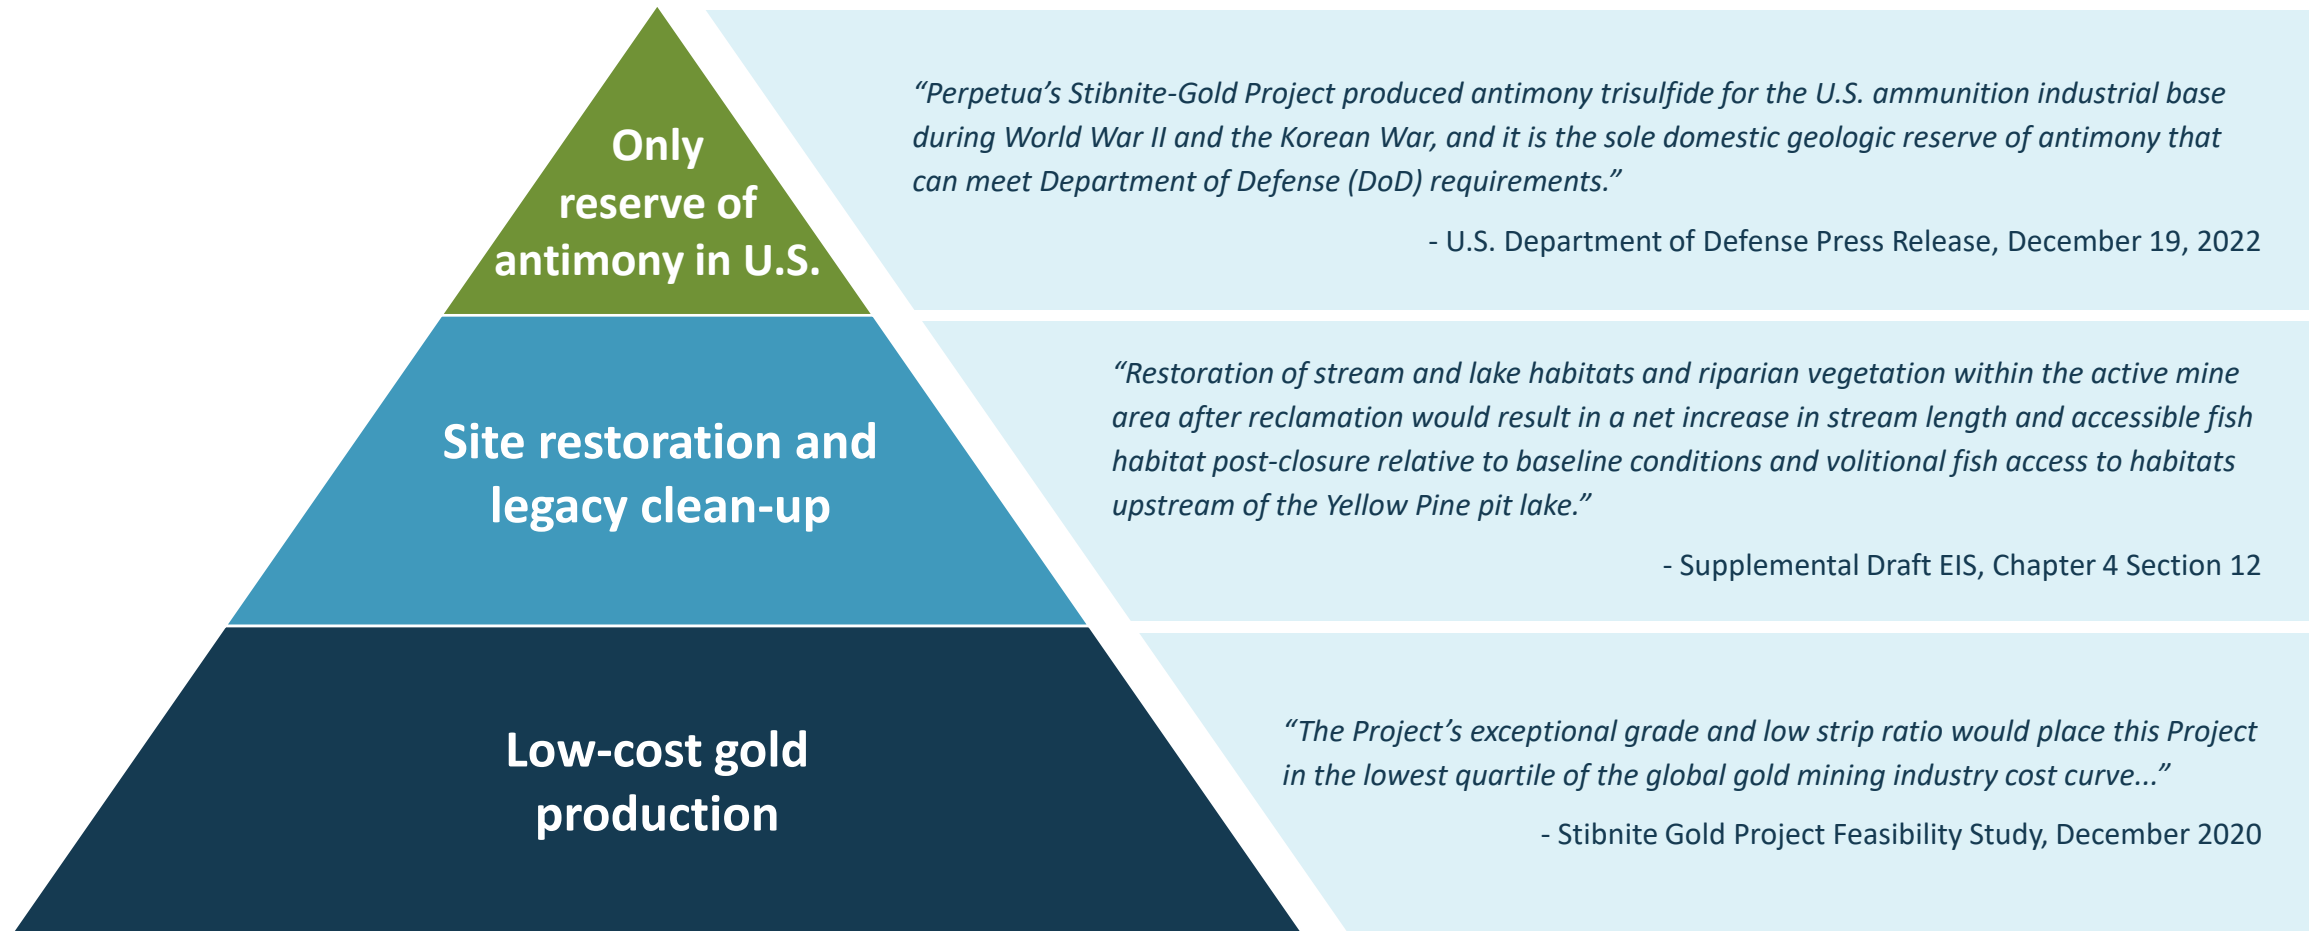 Only
reserve of
antimony in U.S.
“Perpetua’s Stibnite-Gold Project produced antimony trisulfide for the U.S. ammunition industrial base
during World War II and the Korean War, and it is the sole domestic geologic reserve of antimony that
can meet Department of Defense (DoD) requirements.”
- U.S. Department of Defense Press Release, December 19, 2022
Site restoration and
legacy clean-up
“Restoration of stream and lake habitats and riparian vegetation within the active mine
area after reclamation would result in a net increase in stream length and accessible fish
habitat post-closure relative to baseline conditions and volitional fish access to habitats
upstream of the Yellow Pine pit lake.”
- Supplemental Draft EIS, Chapter 4 Section 12
Low-cost gold
production
“The Project’s exceptional grade and low strip ratio would place this Project
in the lowest quartile of the global gold mining industry cost curve...”
- Stibnite Gold Project Feasibility Study, December 2020